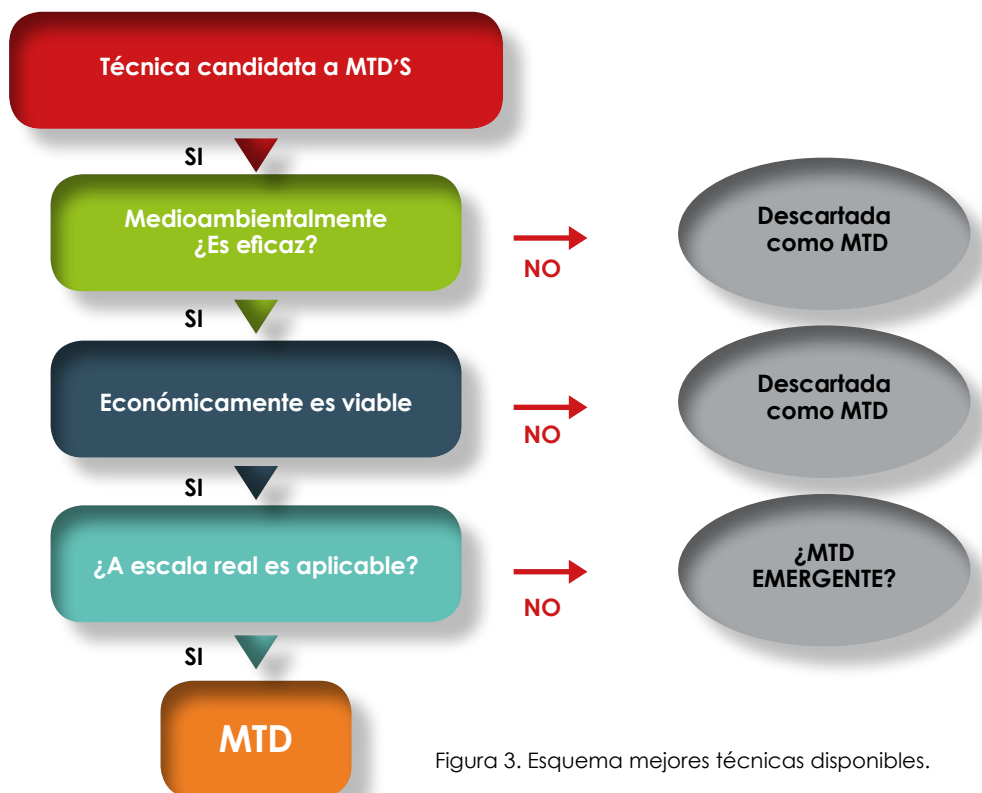 Técnica candidata a MTD'S
SI
Medioambientalmente
¿Es eficaz?
NO
Descartada
como MTD
SI
Económicamente es viable
NO
Descartada
como MTD
SI
¿A escala real es aplicable?
NO
¿MTD
EMERGENTE?
SI
MTD
Figura 3. Esquema mejores técnicas disponibles.